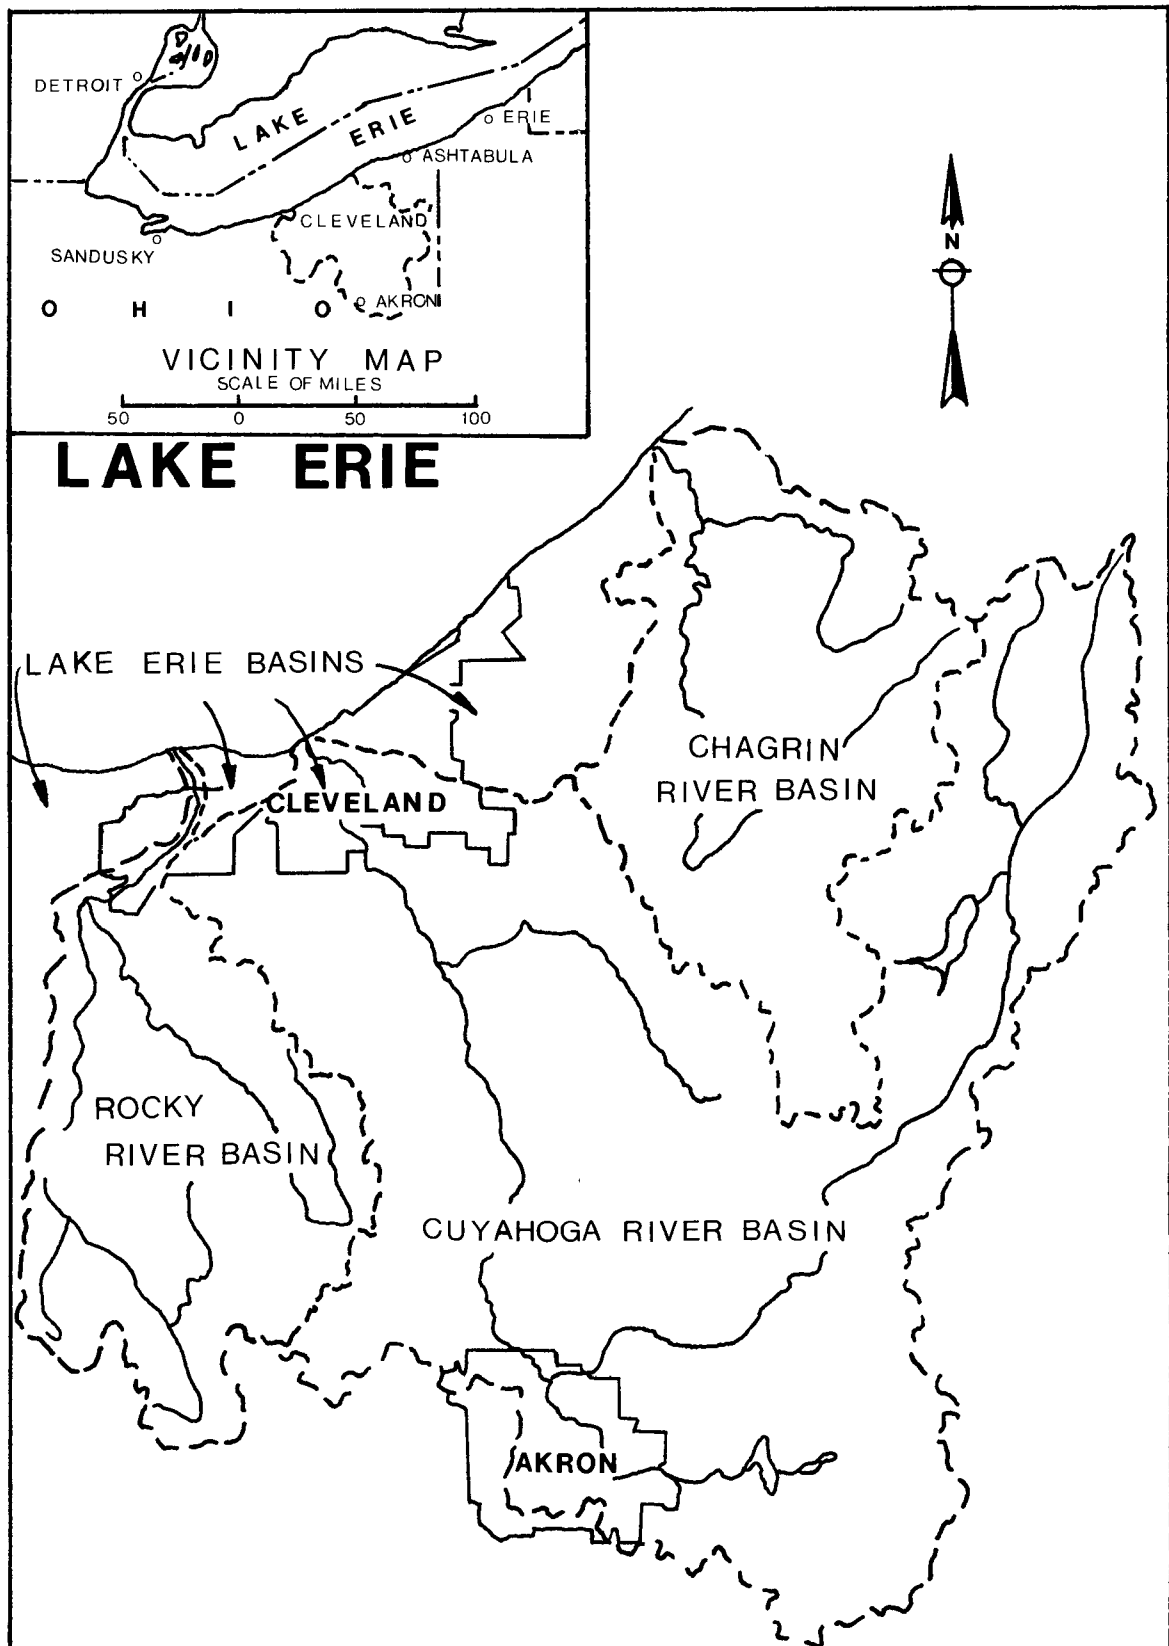 DETROIT
LAKE
ERIE
ERIE
ASHTABULA
CLEVELAND
SANDUSKY
OHIO
AKRON
VICINITY MAP
SCALE OF MILES
50 0 50 100
N
LAKE ERIE
LAKE ERIE BASINS
CHAGRIN
RIVER BASIN
CLEVELAND
ROCKY
RIVER BASIN
CUYAHOGA RIVER BASIN
AKRON